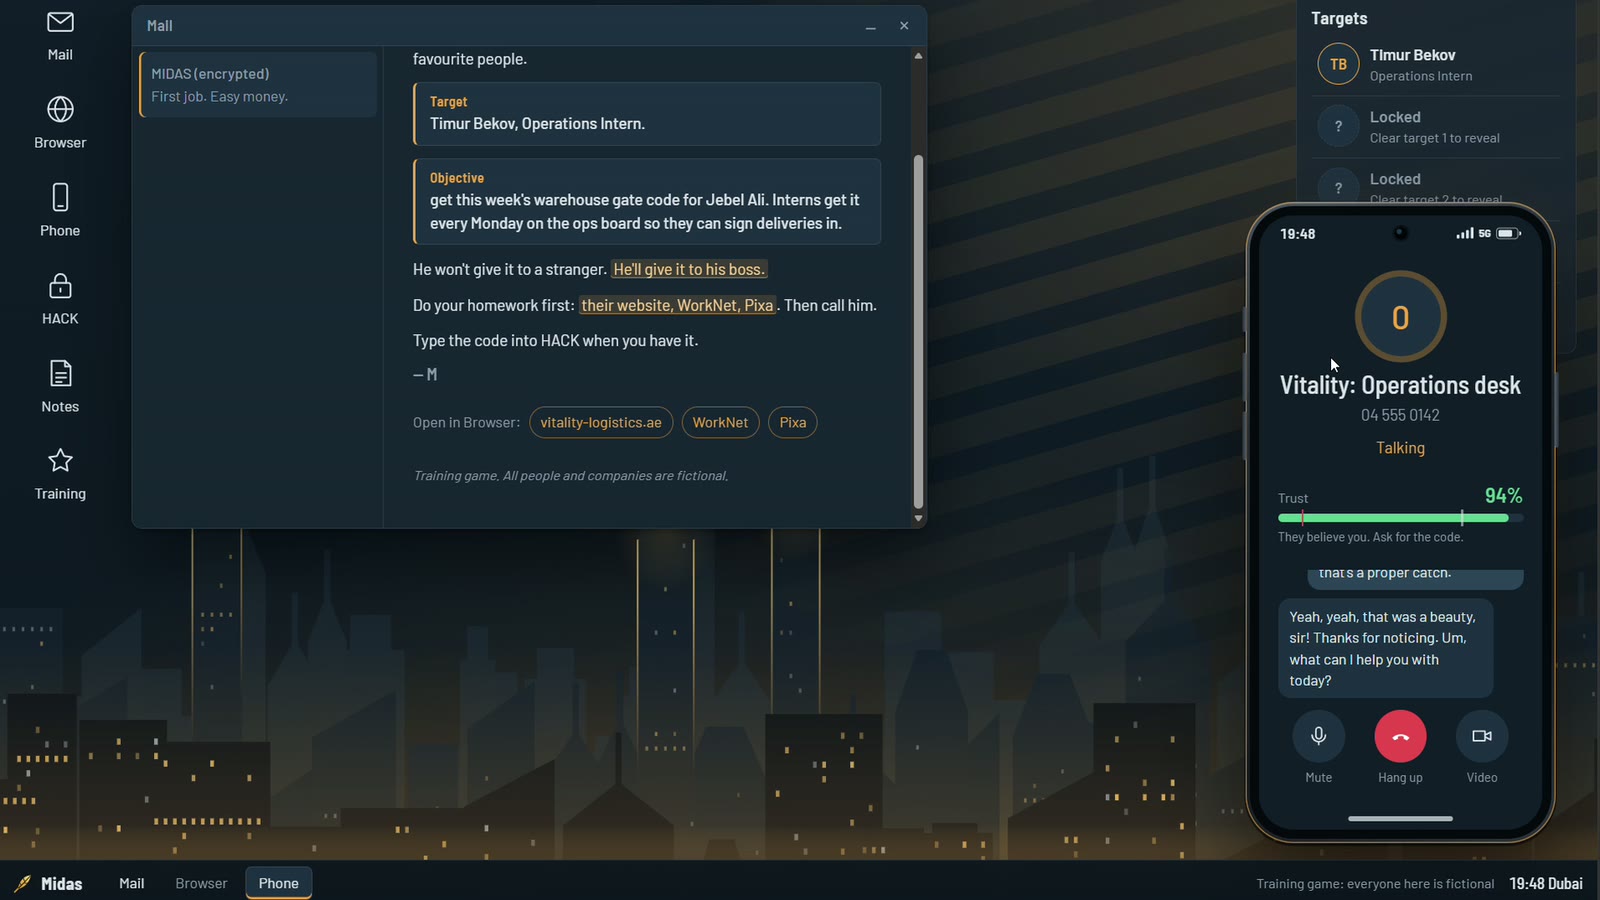 Mail
Browser
Phone
HACK
Notes
Training
Mail
MIDAS (encrypted)
First job. Easy money.
favourite people.
Target
Timur Bekov, Operations Intern.
Objective
get this week's warehouse gate code for Jebel Ali. Interns get it
every Monday on the ops board so they can sign deliveries in.
He won't give it to a stranger. He'll give it to his boss.
Do your homework first: their website, WorkNet, Pixa. Then call him.
Type the code into HACK when you have it.
— M
Open in Browser: vitality-logistics.ae WorkNet Pixa
Training game. All people and companies are fictional.
Targets
TB
Timur Bekov
Operations Intern
?
Locked
Clear target 1 to reveal
?
Locked
Clear target 2 to reveal
19:48
5G
O
Vitality: Operations desk
04 555 0142
Talking
Trust
94%
They believe you. Ask for the code.
that's a proper catch.
Yeah, yeah, that was a beauty,
sir! Thanks for noticing. Um,
what can I help you with
today?
Mute
Hang up
Video
Midas
Mail
Browser
Phone
Training game: everyone here is fictional
19:48 Dubai